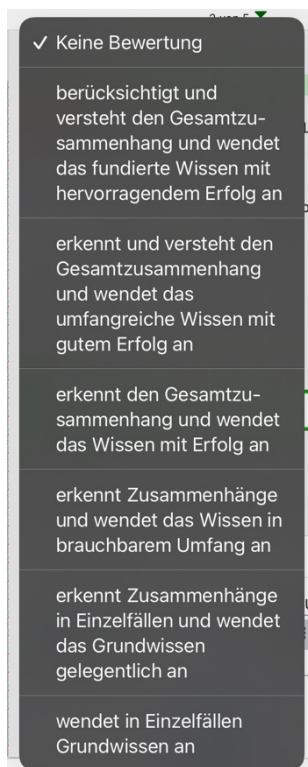 2 von 5
✓ Keine Bewertung
berücksichtigt und
versteht den Gesamtzu-
sammenhang und wendet
das fundierte Wissen mit
hervorragendem Erfolg an
erkennt und versteht den
Gesamtzusammenhang
und wendet das
umfangreiche Wissen mit
gutem Erfolg an
erkennt den Gesamtzu-
sammenhang und wendet
das Wissen mit Erfolg an
erkennt Zusammenhänge
und wendet das Wissen in
brauchbarem Umfang an
erkennt Zusammenhänge
in Einzelfällen und wendet
das Grundwissen
gelegentlich an
wendet in Einzelfällen
Grundwissen an